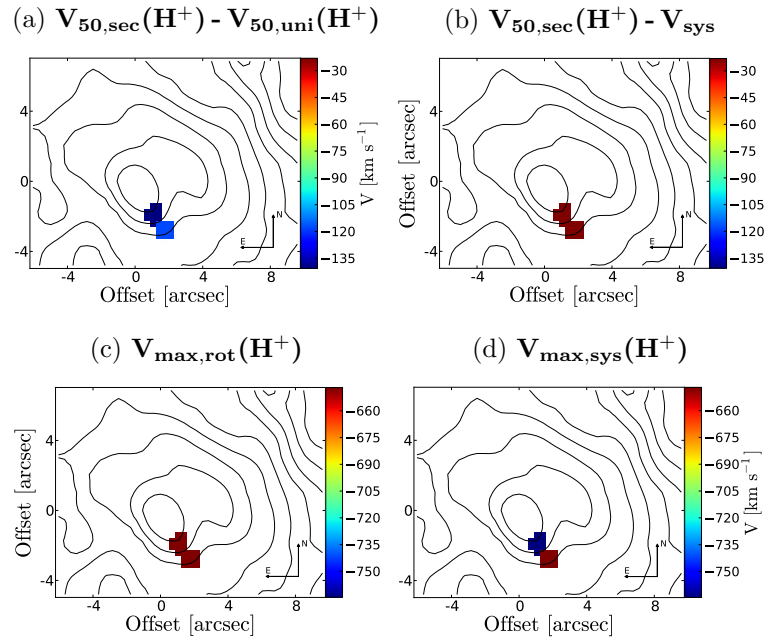 (a) V50,sec(H+) - V50,uni(H+)
(b) V50,sec(H+) - Vsys
4
0
-4
-4
0
4
8
Offset [arcsec]
E
N
−30
−45
−60
−75
−90
−105
−120
−135
V [km s−1]
Offset [arcsec]
4
0
-4
-4
0
4
8
Offset [arcsec]
E
N
−30
−45
−60
−75
−90
−105
−120
−135
(c) Vmax,rot(H+)
(d) Vmax,sys(H+)
Offset [arcsec]
4
0
-4
-4
0
4
8
Offset [arcsec]
E
N
−660
−675
−690
−705
−720
−735
−750
4
0
-4
-4
0
4
8
Offset [arcsec]
E
N
−660
−675
−690
−705
−720
−735
−750
V [km s−1]